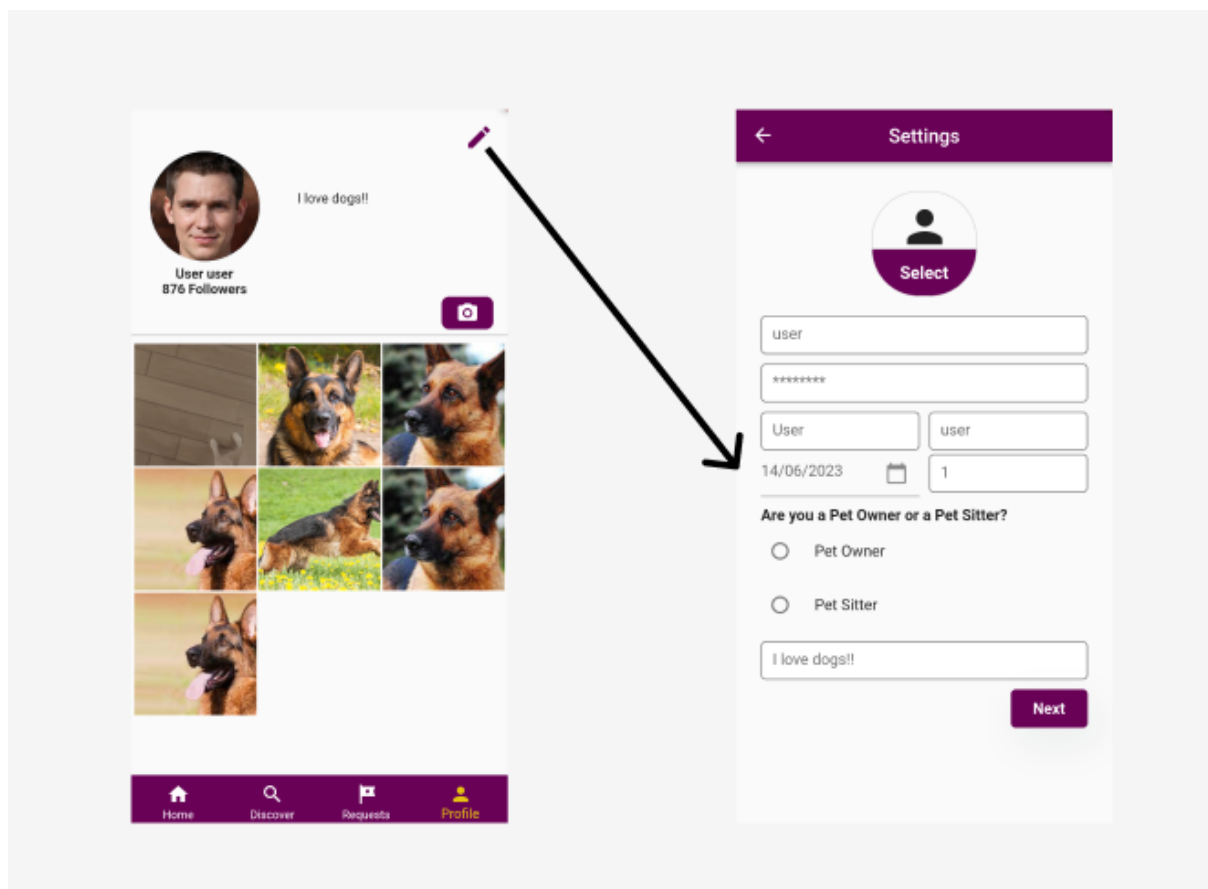 I love dogs!!
User user
876 Followers
Home Discover Requests Profile
Settings
Select
user
********
User user
14/06/2023 1
Are you a Pet Owner or a Pet Sitter?
Pet Owner
Pet Sitter
I love dogs!!
Next